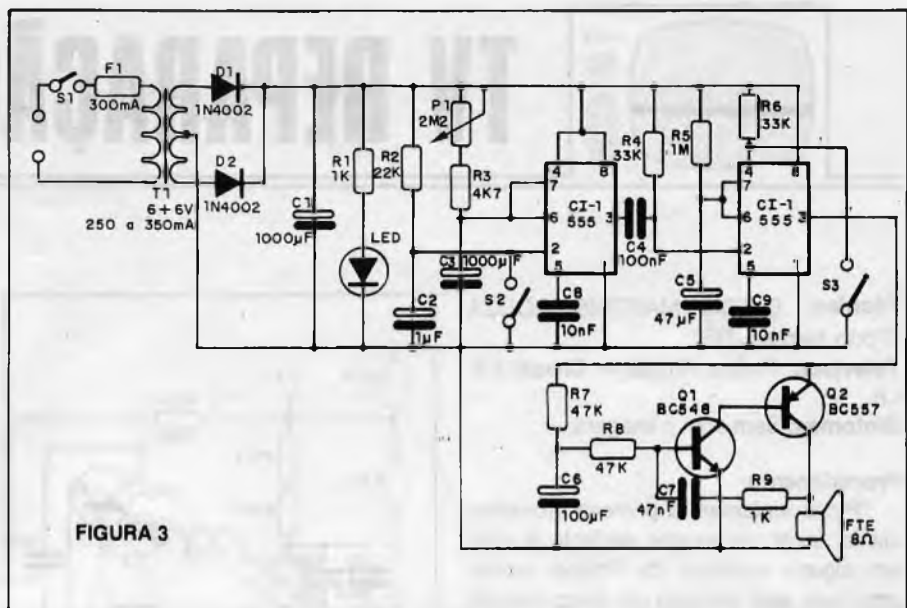 TV REPARAÇÃ
S1
F1
300mA
D1
1N4002
D2
1N4002
T1
6+6V
250 a 350mA
C1
1000µF
R1
1K
LED
R2
22K
C2
1µF
P1
2M2
R3
4K7
C3
1000µF
S2
4
8
7
6
3
2
5
CI-1
555
C8
10nF
C4
100nF
R4
33K
R5
1M
C5
47µF
4
8
7
6
3
2
5
CI-1
555
R6
33K
C9
10nF
S3
R7
47K
R8
47K
C6
100µF
C7
47nF
Q1
BC548
R9
1K
Q2
BC557
FTE
8Ω
FIGURA 3